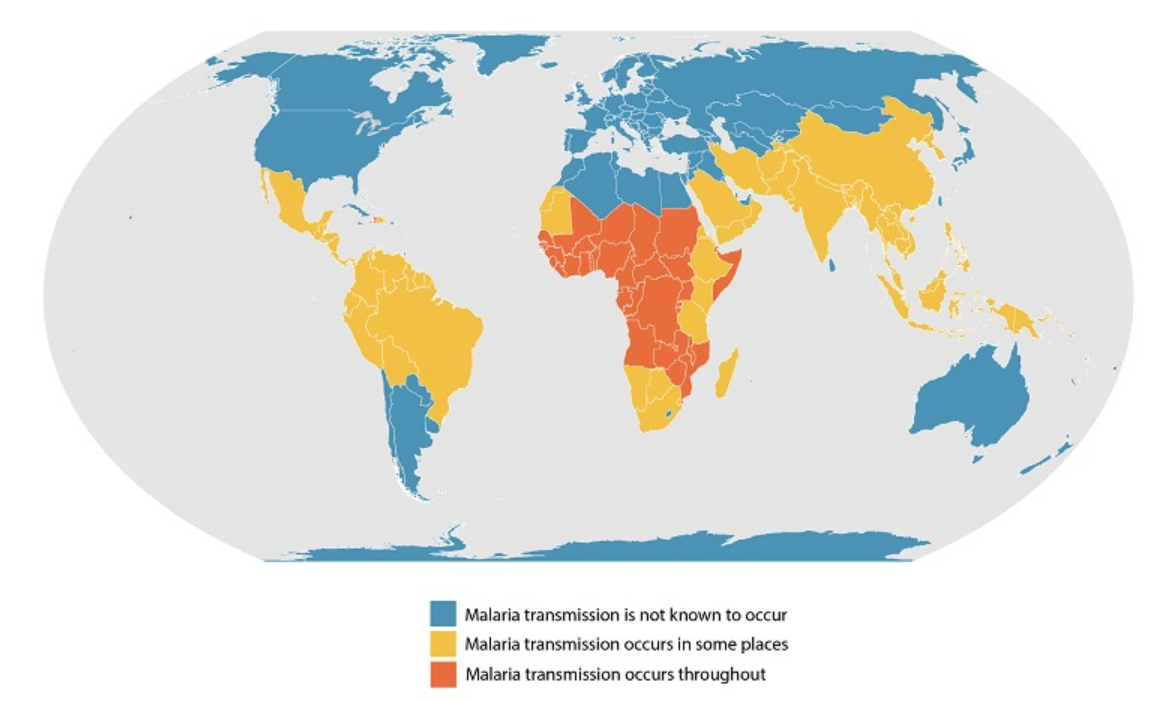 Malaria transmission is not known to occur
Malaria transmission occurs in some places
Malaria transmission occurs throughout